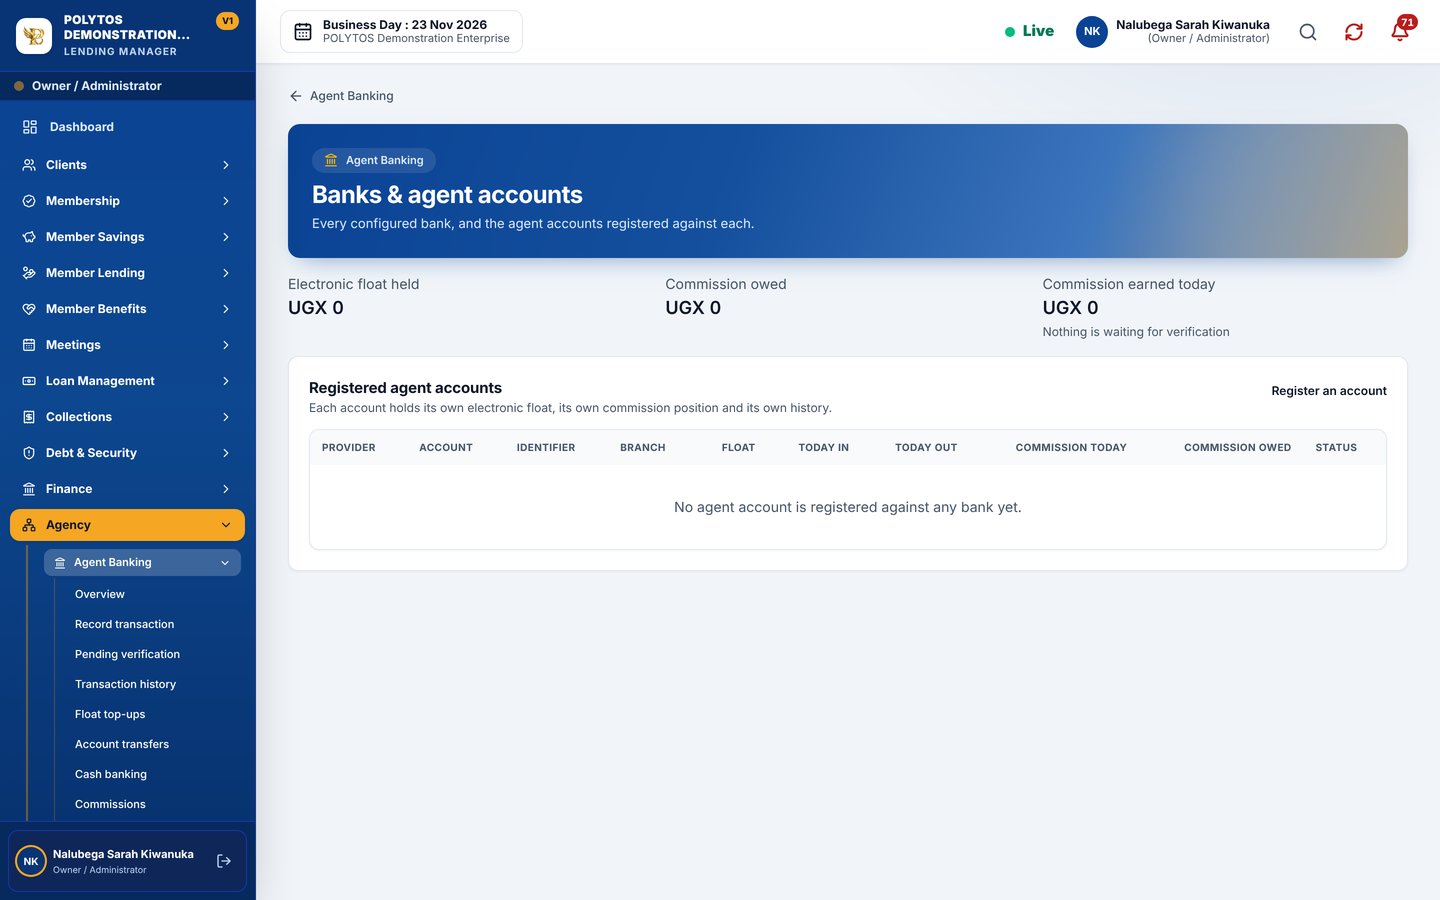 POLYTOS
DEMONSTRATION...
LENDING MANAGER
V1
Owner / Administrator
Dashboard
Clients
Membership
Member Savings
Member Lending
Member Benefits
Meetings
Loan Management
Collections
Debt & Security
Finance
Agency
Agent Banking
Overview
Record transaction
Pending verification
Transaction history
Float top-ups
Account transfers
Cash banking
Commissions
NK
Nalubega Sarah Kiwanuka
Owner / Administrator
Business Day : 23 Nov 2026
POLYTOS Demonstration Enterprise
Live
NK
Nalubega Sarah Kiwanuka
(Owner / Administrator)
71
Agent Banking
Agent Banking
Banks & agent accounts
Every configured bank, and the agent accounts registered against each.
Electronic float held
UGX 0
Commission owed
UGX 0
Commission earned today
UGX 0
Nothing is waiting for verification
Registered agent accounts
Each account holds its own electronic float, its own commission position and its own history.
Register an account
PROVIDER ACCOUNT IDENTIFIER BRANCH FLOAT TODAY IN TODAY OUT COMMISSION TODAY COMMISSION OWED STATUS
No agent account is registered against any bank yet.